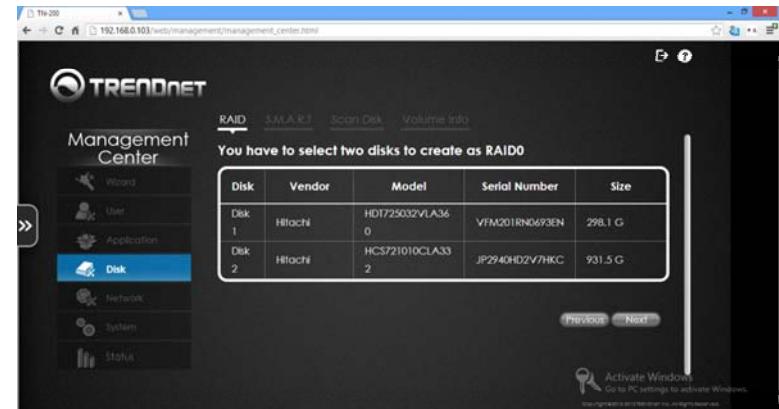 TN-200
192.168.0.103/web/management/management_center.html
TRENDNET
RAID S.M.A.R.T Scan Disk Volume Info
Management
Center
You have to select two disks to create as RAID0
Wizard
User
Application
Disk
Network
System
Status
Disk Vendor Model Serial Number Size
Disk 1 Hitachi HDT725032VLA36 0 VFM201RN0693EN 298.1 G
Disk 2 Hitachi HCS721010CLA33 2 JP2940HD2V7HKC 931.5 G
Previous Next
Activate Windows
Go to PC settings to activate Windows.